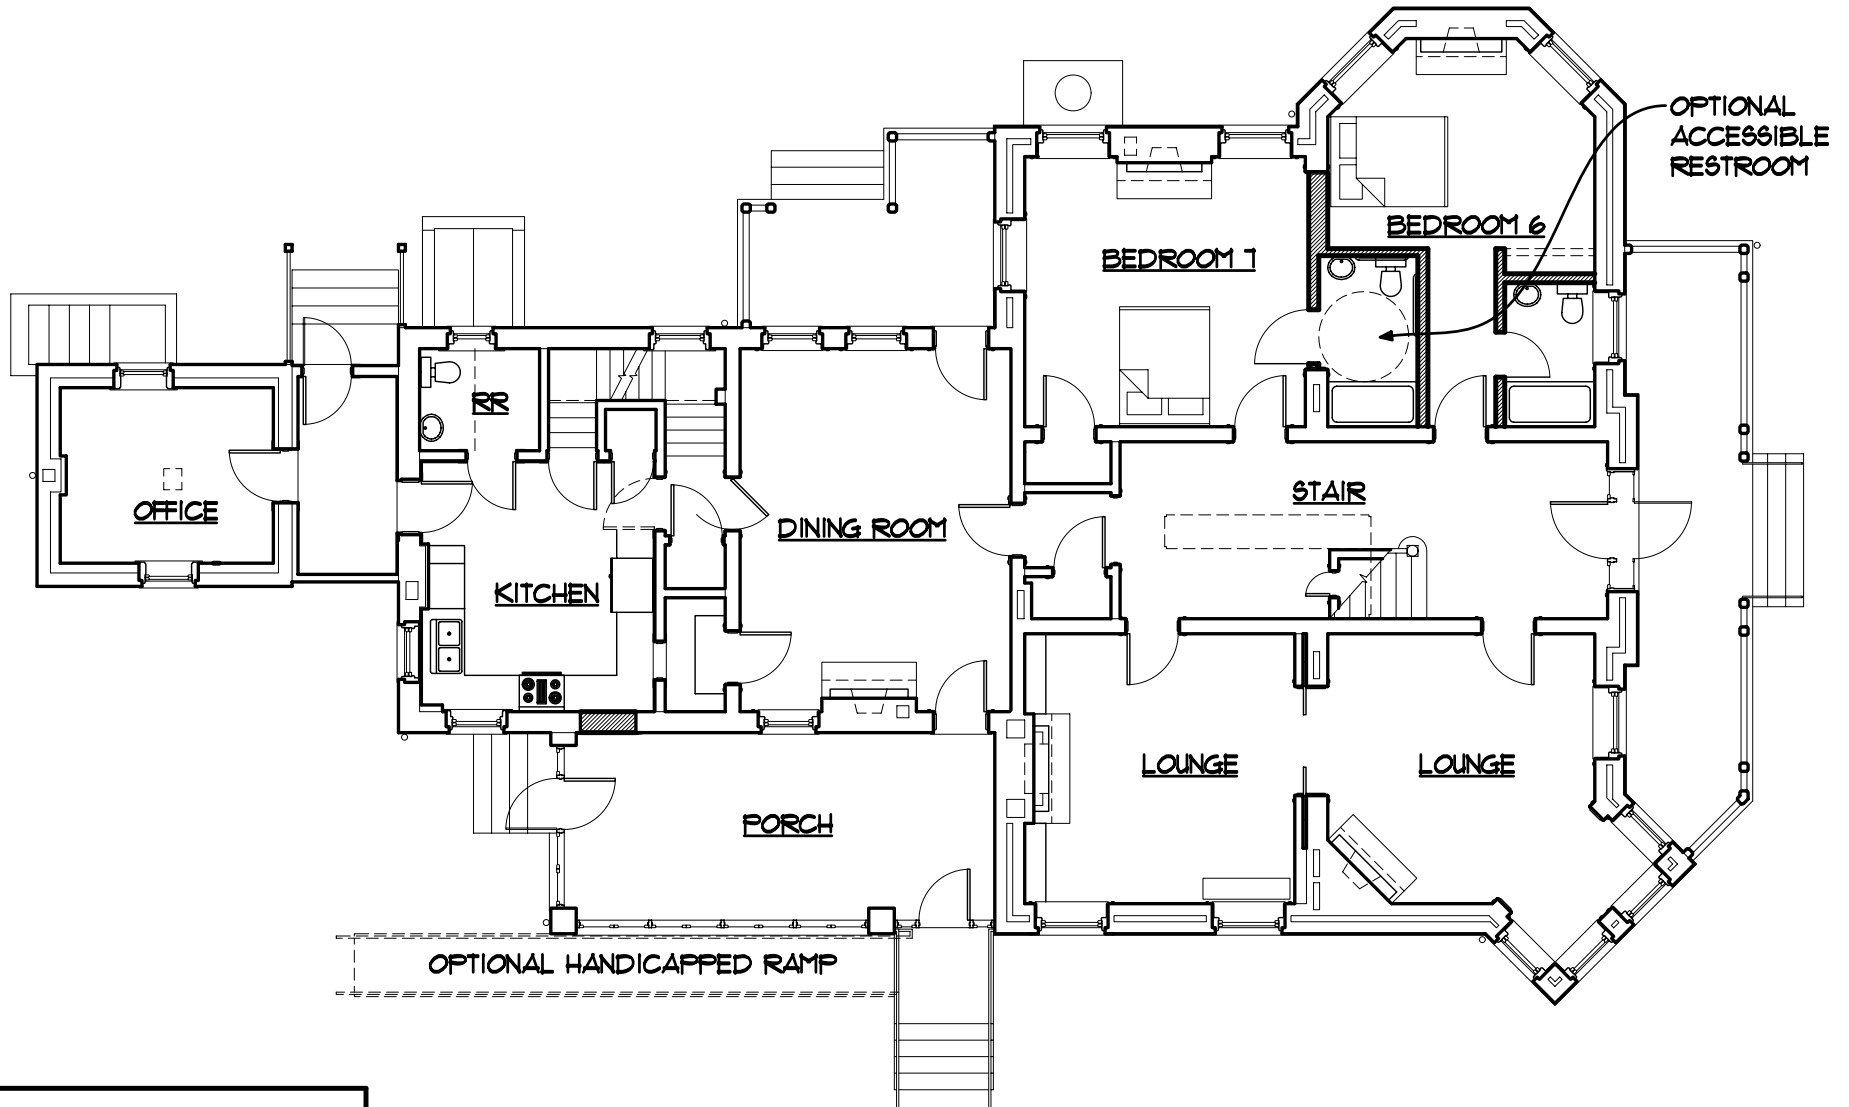 OPTIONAL
ACCESSIBLE
RESTROOM
BEDROOM 6
BEDROOM 7
RR
STAIR
OFFICE
DINING ROOM
KITCHEN
LOUNGE
LOUNGE
PORCH
OPTIONAL HANDICAPPED RAMP